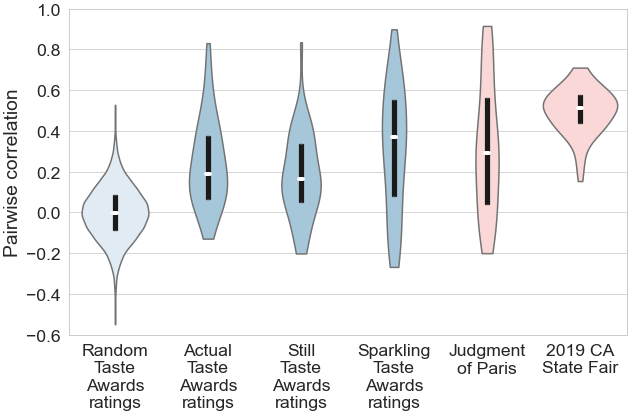 1.0
0.8
0.6
0.4
0.2
0.0
−0.2
−0.4
−0.6
Pairwise correlation
Random
Taste
Awards
ratings
Actual
Taste
Awards
ratings
Still
Taste
Awards
ratings
Sparkling
Taste
Awards
ratings
Judgment
of Paris
2019 CA
State Fair